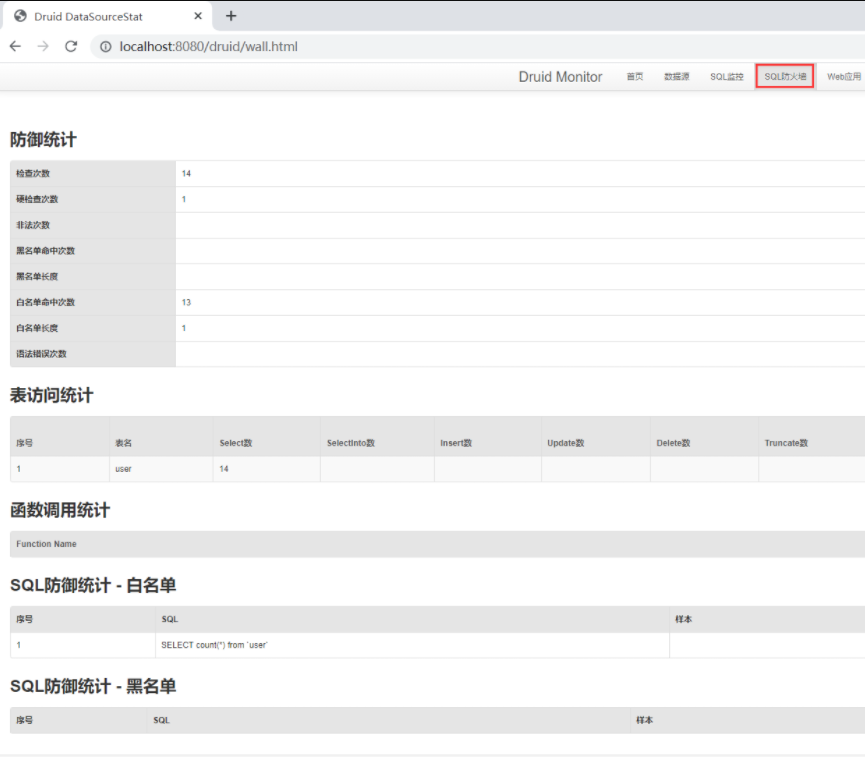 Druid DataSourceStat
localhost:8080/druid/wall.html
Druid Monitor 首页 数据源 SQL监控 SQL防火墙 Web应用
防御统计
检查次数 14
硬检查次数 1
非法次数
黑名单命中次数
黑名单长度
白名单命中次数 13
白名单长度 1
语法错误次数
表访问统计
序号 表名 Select数 SelectInto数 Insert数 Update数 Delete数 Truncate数
1 user 14
函数调用统计
Function Name
SQL防御统计 - 白名单
序号 SQL 样本
1 SELECT count(*) from `user`
SQL防御统计 - 黑名单
序号 SQL 样本